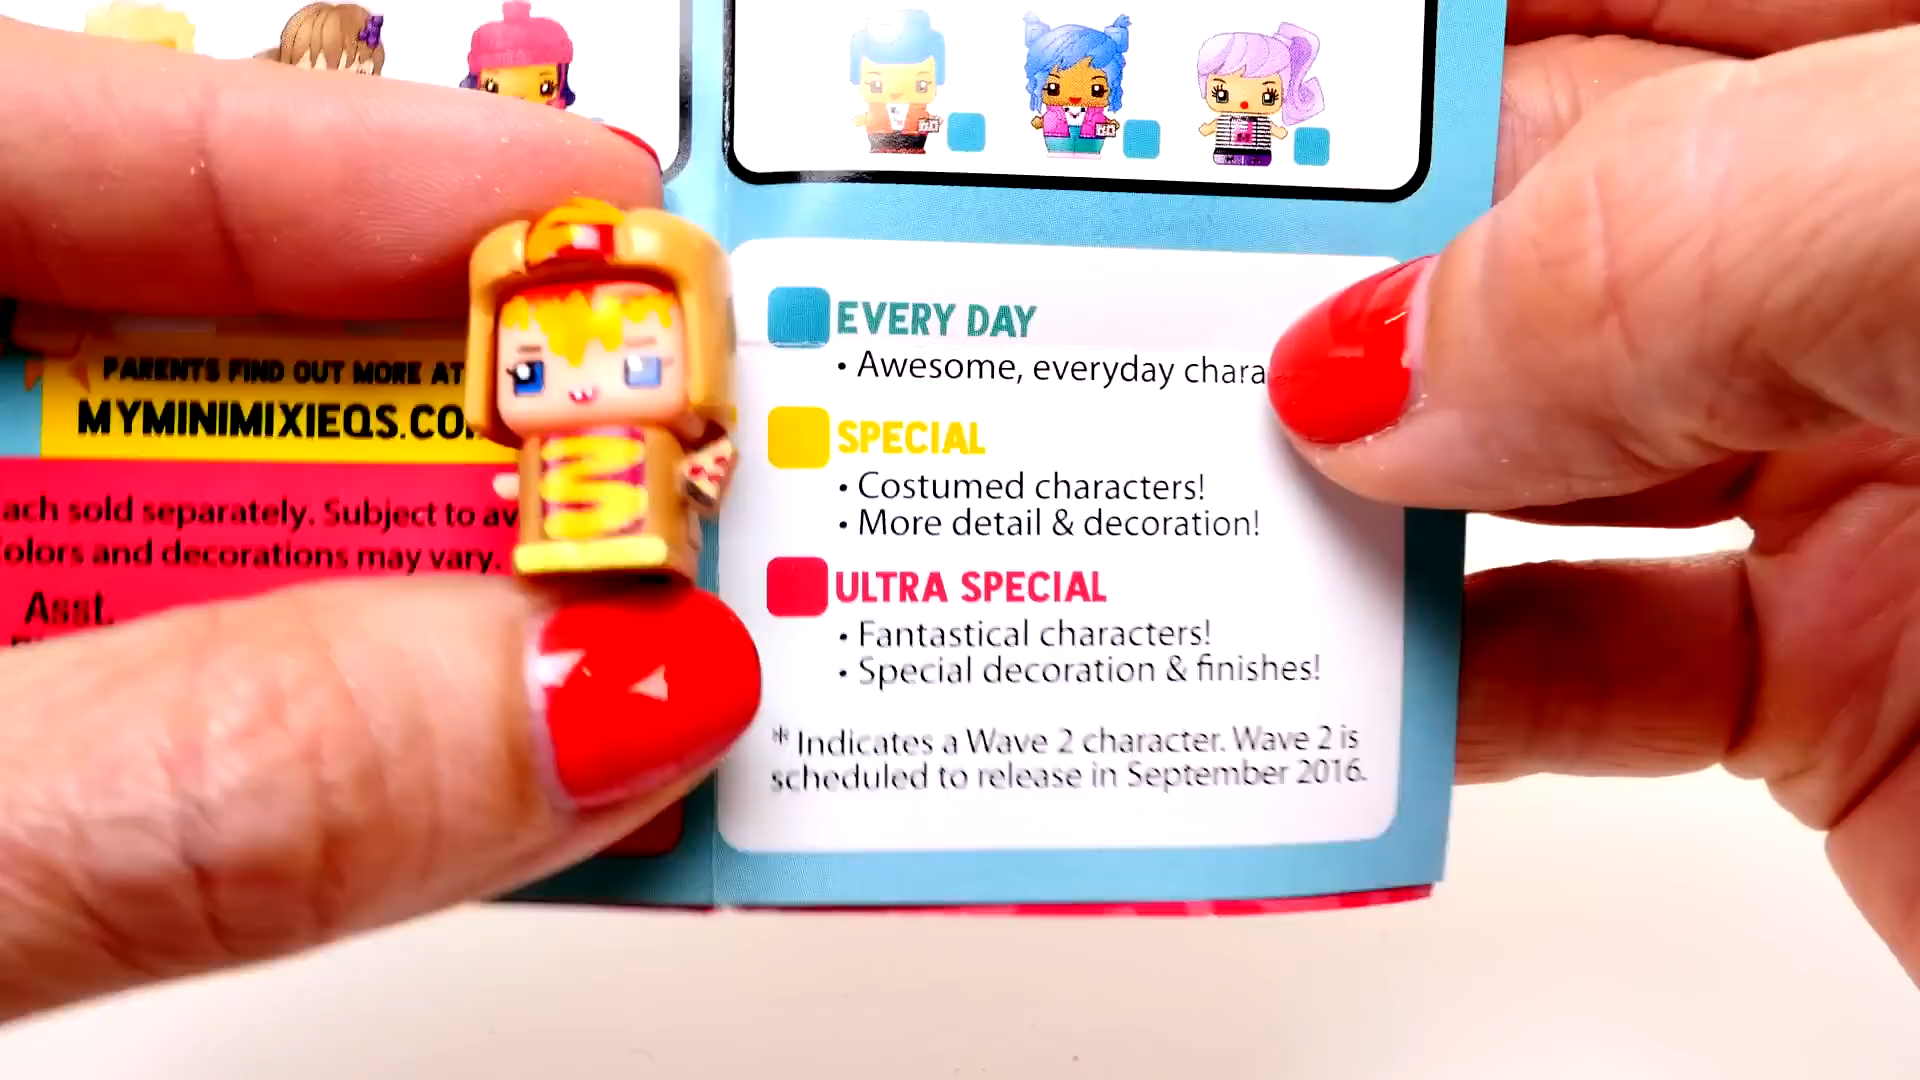 PARENTS FIND OUT MORE AT
MYMINIMIXIEQS.CO
ach sold separately. Subject to av
olors and decorations may vary.
Asst.
EVERY DAY
• Awesome, everyday chara
SPECIAL
• Costumed characters!
• More detail & decoration!
ULTRA SPECIAL
• Fantastical characters!
• Special decoration & finishes!
* Indicates a Wave 2 character. Wave 2 is
scheduled to release in September 2016.